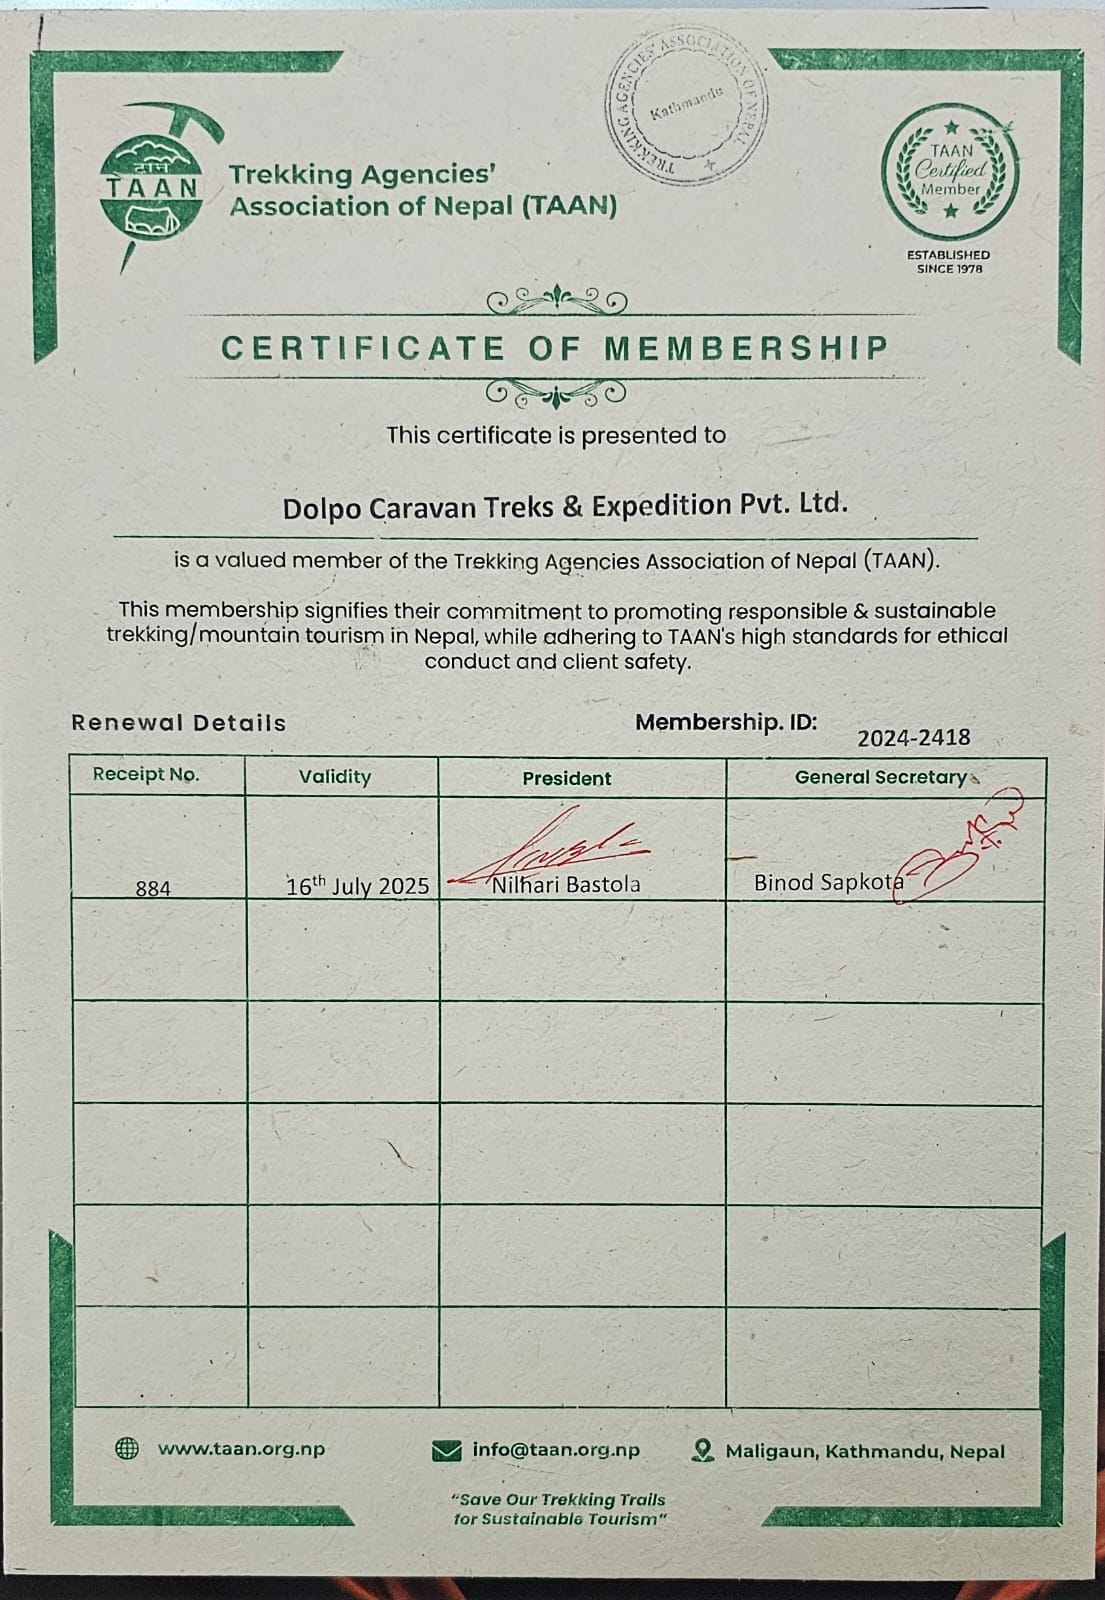 TREKKING AGENCIES' ASSOCIATION OF NEPAL
Kathmandu
टान
TAAN
Trekking Agencies'
Association of Nepal (TAAN)
TAAN
Certified
Member
ESTABLISHED
SINCE 1978
CERTIFICATE OF MEMBERSHIP
This certificate is presented to
Dolpo Caravan Treks & Expedition Pvt. Ltd.
is a valued member of the Trekking Agencies Association of Nepal (TAAN).
This membership signifies their commitment to promoting responsible & sustainable
trekking/mountain tourism in Nepal, while adhering to TAAN's high standards for ethical
conduct and client safety.
Renewal Details
Membership. ID:
2024-2418
Receipt No. Validity President General Secretary
884 16th July 2025 Nilhari Bastola Binod Sapkota
www.taan.org.np info@taan.org.np Maligaun, Kathmandu, Nepal
"Save Our Trekking Trails
for Sustainable Tourism"